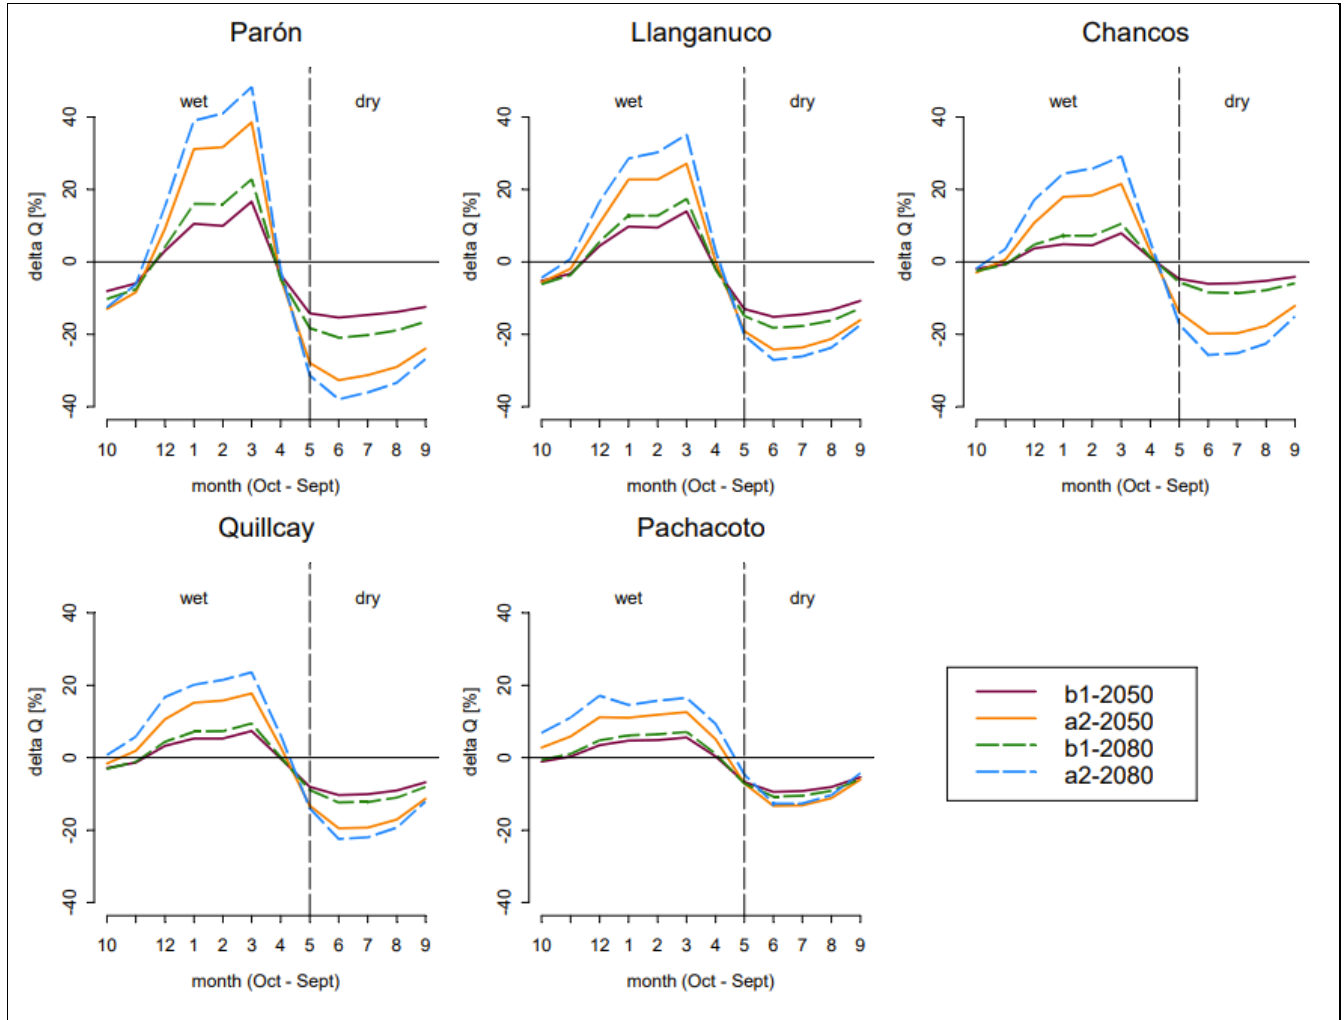 Parón
Llanganuco
Chancos
wet
dry
wet
dry
wet
dry
delta Q [%]
40
20
0
-20
-40
delta Q [%]
40
20
0
-20
-40
delta Q [%]
40
20
0
-20
-40
10 12 1 2 3 4 5 6 7 8 9
10 12 1 2 3 4 5 6 7 8 9
10 12 1 2 3 4 5 6 7 8 9
month (Oct - Sept)
month (Oct - Sept)
month (Oct - Sept)
Quillcay
Pachacoto
wet
dry
wet
dry
delta Q [%]
40
20
0
-20
-40
delta Q [%]
40
20
0
-20
-40
b1-2050
a2-2050
b1-2080
a2-2080
10 12 1 2 3 4 5 6 7 8 9
10 12 1 2 3 4 5 6 7 8 9
month (Oct - Sept)
month (Oct - Sept)